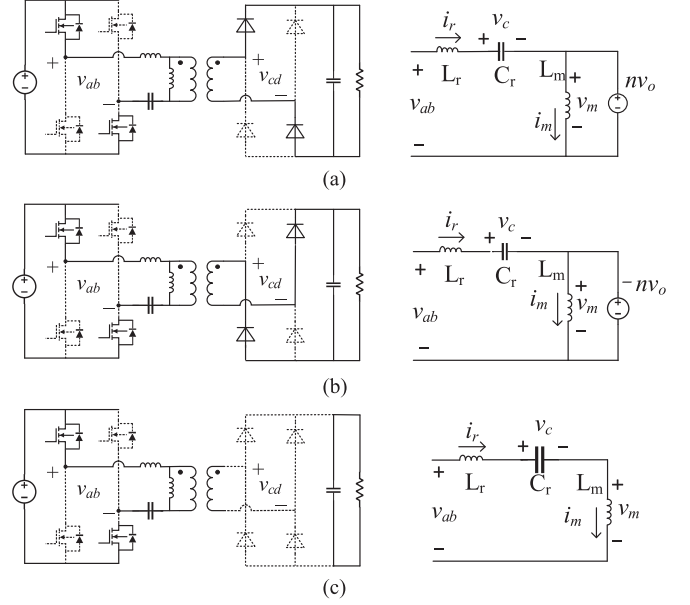 v_ab
+
−
v_cd
+
−
i_r
+ v_c −
L_r
C_r
L_m
+
v_m
−
i_m
nv_o
+
v_ab
−
(a)
v_ab
+
−
v_cd
+
−
i_r
+ v_c −
L_r
C_r
L_m
+
v_m
−
i_m
−nv_o
+
v_ab
−
(b)
v_ab
+
−
v_cd
+
−
i_r
+ v_c −
L_r
C_r
L_m
+
v_m
−
i_m
+
v_ab
−
(c)